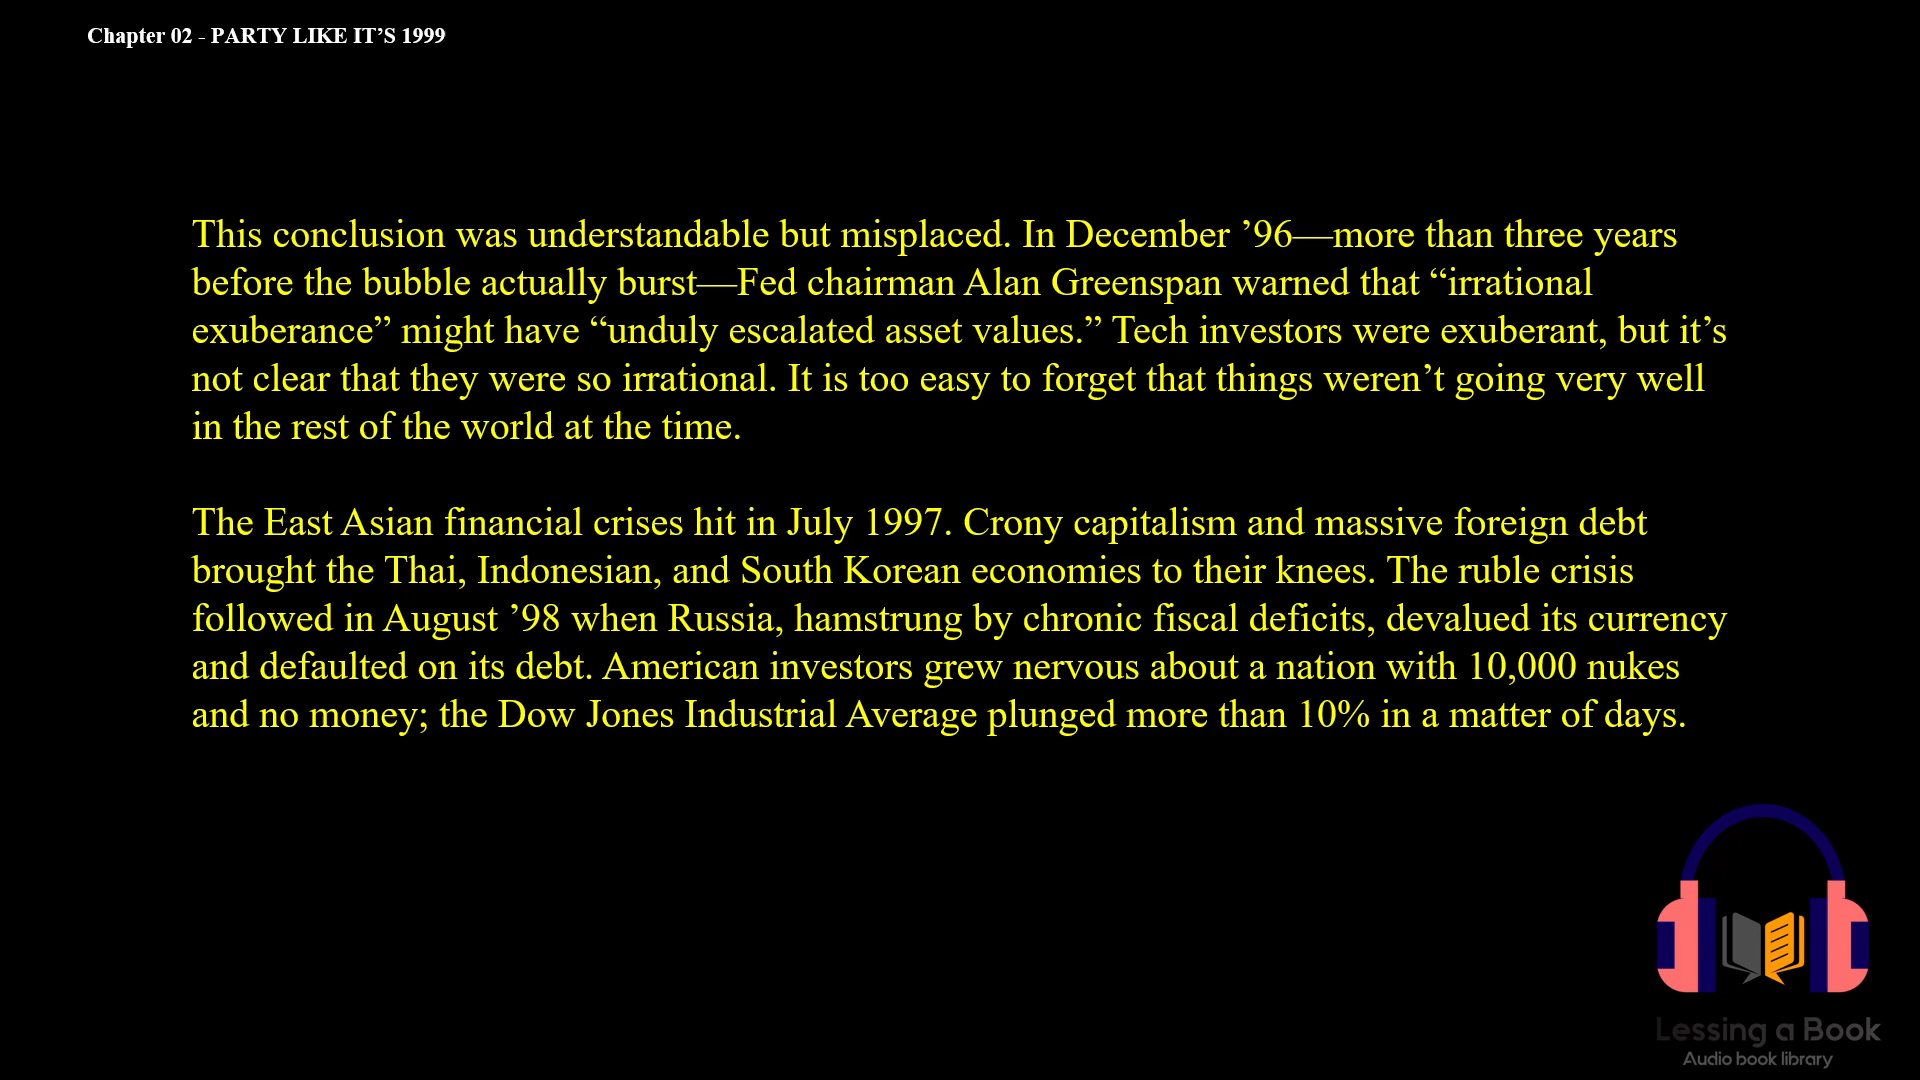 Chapter 02 - PARTY LIKE IT’S 1999
This conclusion was understandable but misplaced. In December ’96—more than three years
before the bubble actually burst—Fed chairman Alan Greenspan warned that “irrational
exuberance” might have “unduly escalated asset values.” Tech investors were exuberant, but it’s
not clear that they were so irrational. It is too easy to forget that things weren’t going very well
in the rest of the world at the time.
The East Asian financial crises hit in July 1997. Crony capitalism and massive foreign debt
brought the Thai, Indonesian, and South Korean economies to their knees. The ruble crisis
followed in August ’98 when Russia, hamstrung by chronic fiscal deficits, devalued its currency
and defaulted on its debt. American investors grew nervous about a nation with 10,000 nukes
and no money; the Dow Jones Industrial Average plunged more than 10% in a matter of days.
Lessing a Book
Audio book library